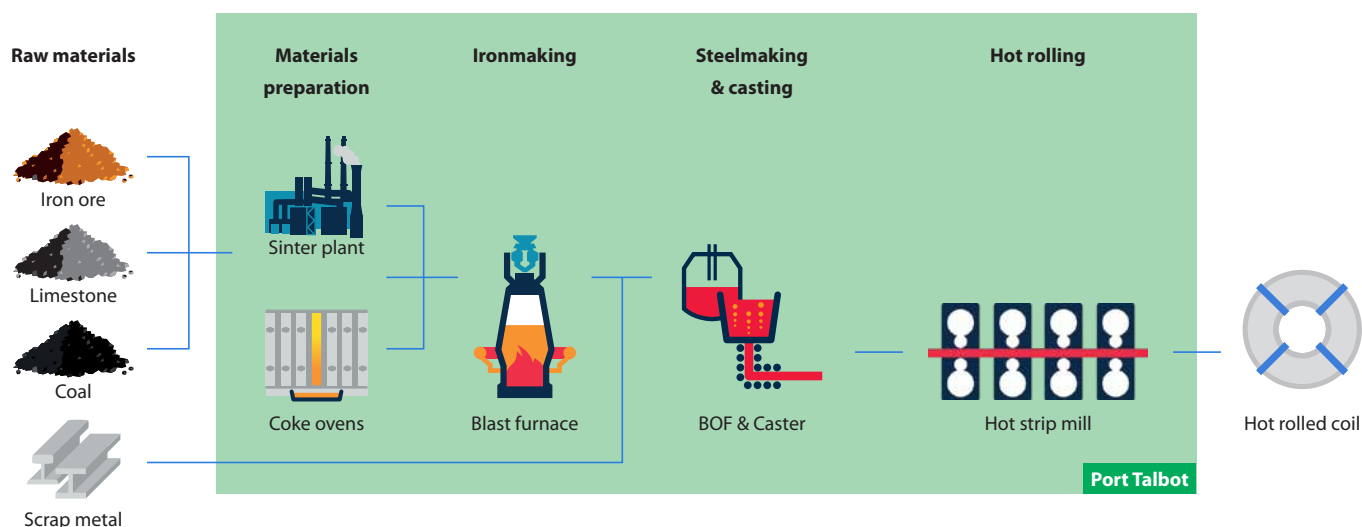 Raw materials
Materials
preparation
Ironmaking
Steelmaking
& casting
Hot rolling
Iron ore
Limestone
Coal
Scrap metal
Sinter plant
Coke ovens
Blast furnace
BOF & Caster
Hot strip mill
Hot rolled coil
Port Talbot